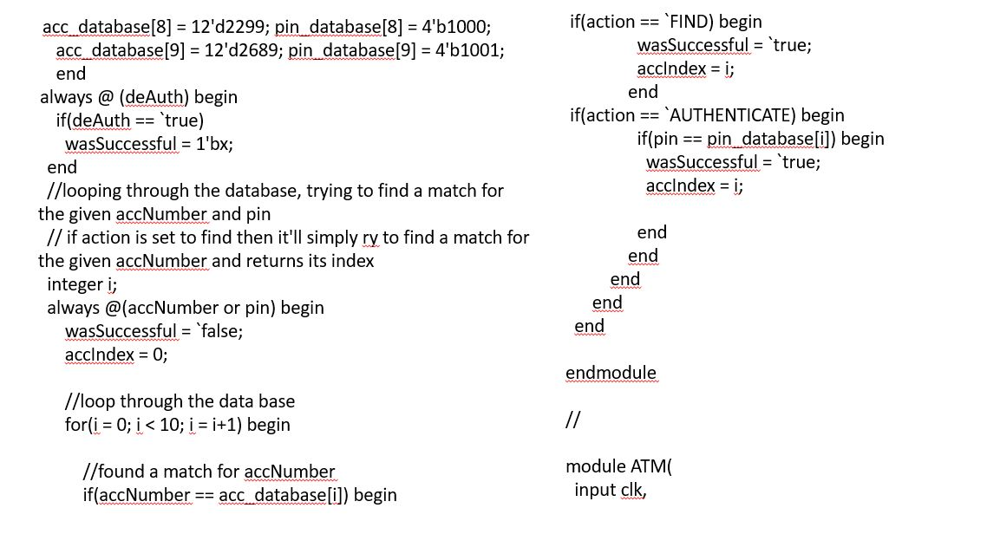 acc_database[8] = 12'd2299; pin_database[8] = 4'b1000;
acc_database[9] = 12'd2689; pin_database[9] = 4'b1001;
end
always @ (deAuth) begin
if(deAuth == `true)
wasSuccessful = 1'bx;
end
//looping through the database, trying to find a match for
the given accNumber and pin
// if action is set to find then it'll simply ry to find a match for
the given accNumber and returns its index
integer i;
always @(accNumber or pin) begin
wasSuccessful = `false;
accIndex = 0;
//loop through the data base
for(i = 0; i < 10; i = i+1) begin
//found a match for accNumber
if(accNumber == acc_database[i]) begin
if(action == `FIND) begin
wasSuccessful = `true;
accIndex = i;
end
if(action == `AUTHENTICATE) begin
if(pin == pin_database[i]) begin
wasSuccessful = `true;
accIndex = i;
end
end
end
end
end
endmodule
//
module ATM(
input clk,